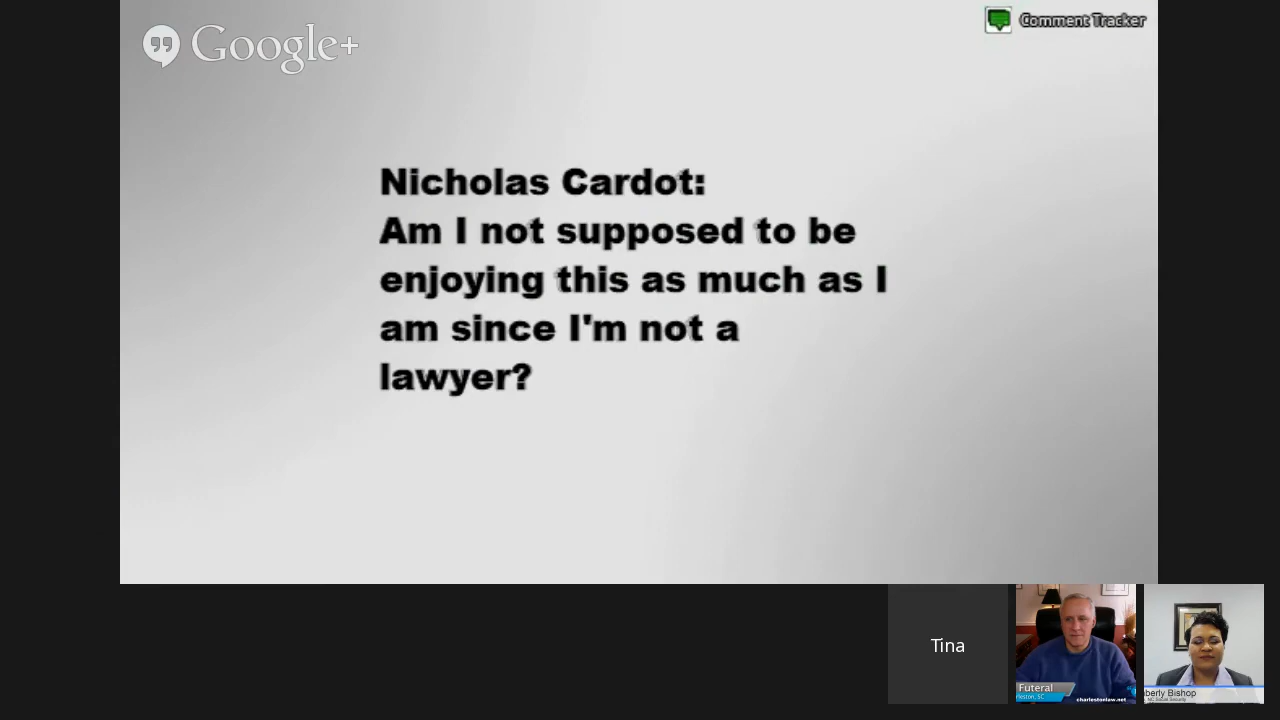 Google+
Comment Tracker
Nicholas Cardot:
Am I not supposed to be
enjoying this as much as I
am since I'm not a
lawyer?
Tina
Futeral
charlestonlaw.net
Bishop